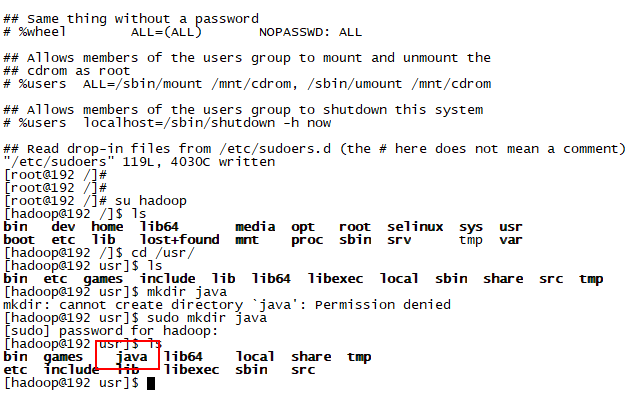 ## Same thing without a password
# %wheel        ALL=(ALL)       NOPASSWD: ALL
## Allows members of the users group to mount and unmount the
## cdrom as root
# %users  ALL=/sbin/mount /mnt/cdrom, /sbin/umount /mnt/cdrom
## Allows members of the users group to shutdown this system
# %users  localhost=/sbin/shutdown -h now
## Read drop-in files from /etc/sudoers.d (the # here does not mean a comment)
"/etc/sudoers" 119L, 4030C written
[root@192 /]#
[root@192 /]#
[root@192 /]# su hadoop
[hadoop@192 /]$ ls
bin   dev  home  lib64       media  opt   root  selinux  sys  usr
boot  etc  lib   lost+found  mnt    proc  sbin  srv      tmp  var
[hadoop@192 /]$ cd /usr/
[hadoop@192 usr]$ ls
bin  etc  games  include  lib  lib64  libexec  local  sbin  share  src  tmp
[hadoop@192 usr]$ mkdir java
mkdir: cannot create directory `java': Permission denied
[hadoop@192 usr]$ sudo mkdir java
[sudo] password for hadoop:
[hadoop@192 usr]$ ls
bin  games    java  lib64    local  share  tmp
etc  include  lib   libexec  sbin   src
[hadoop@192 usr]$